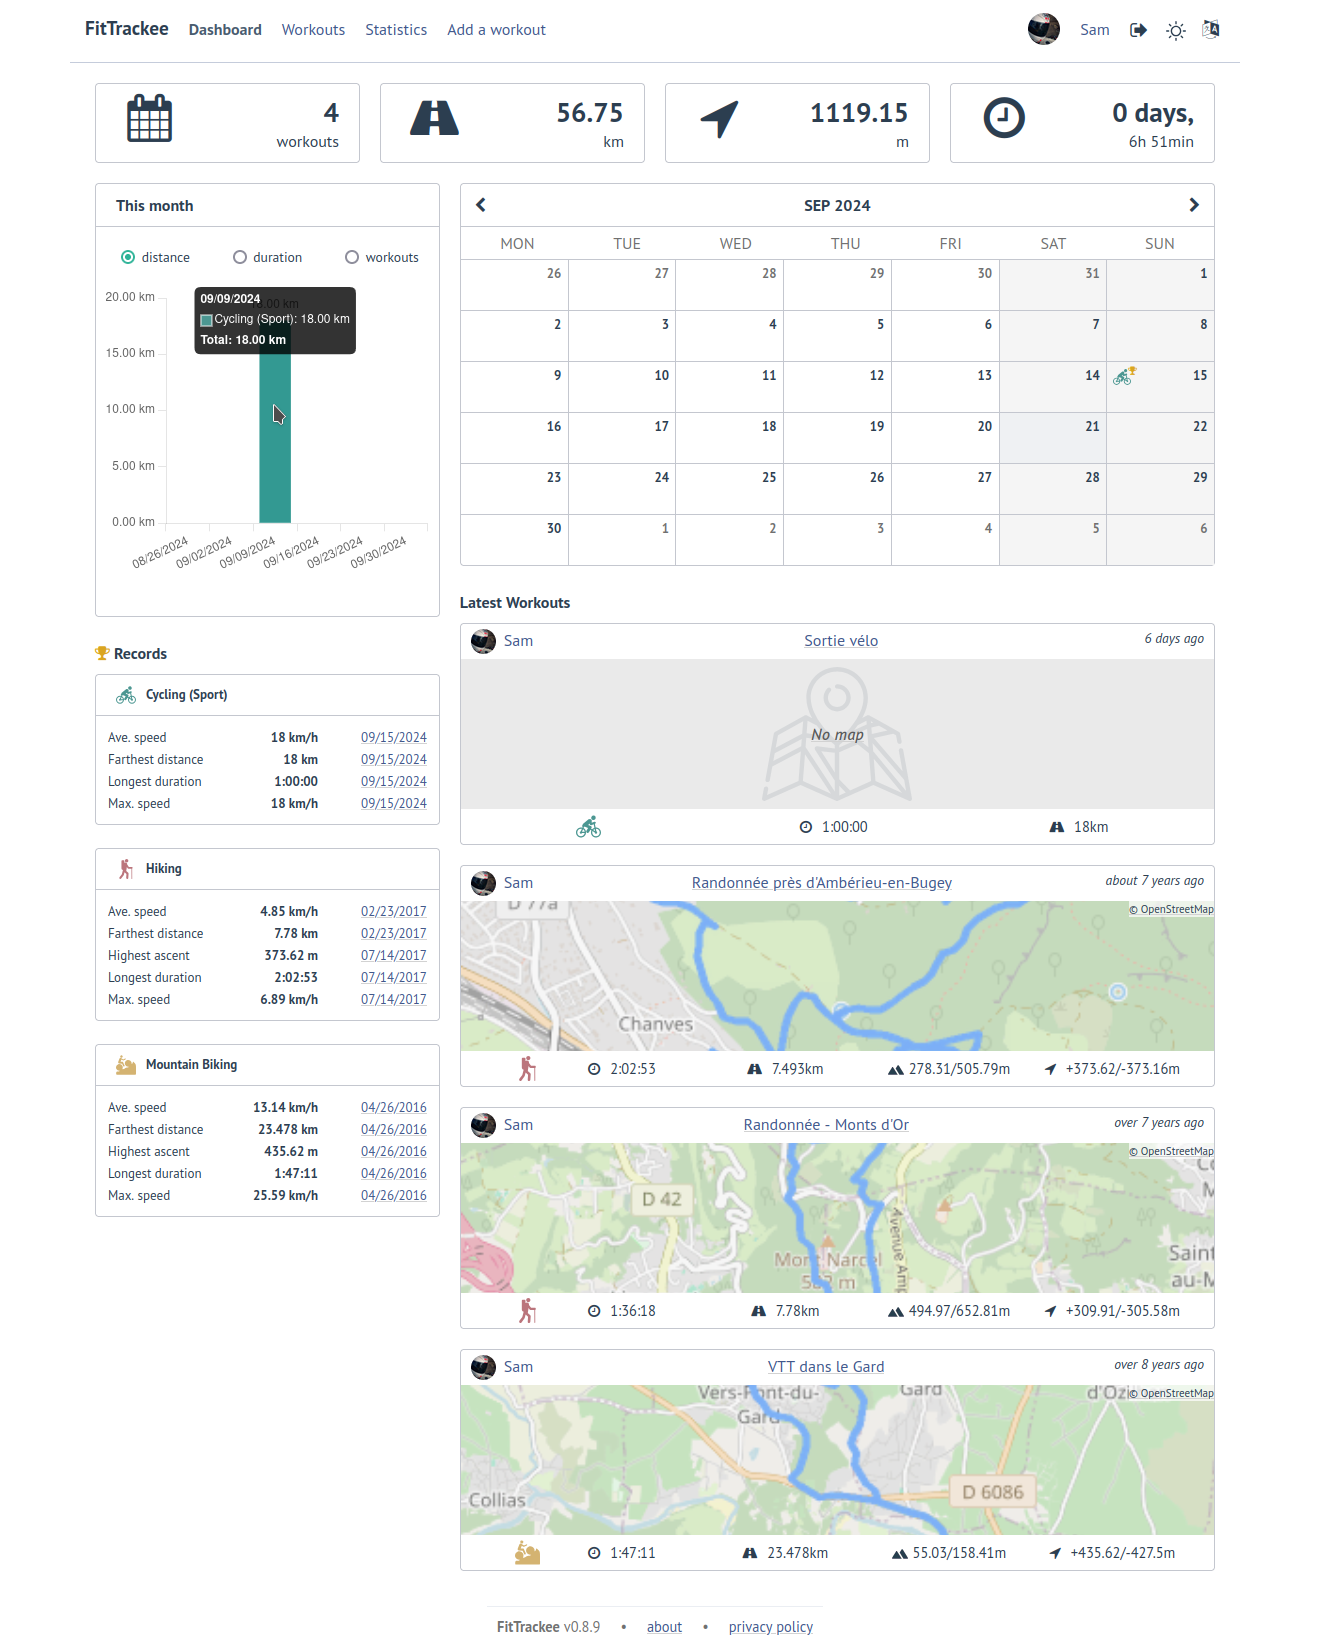 FitTrackee Dashboard Workouts Statistics Add a workout Sam
4
workouts
56.75
km
1119.15
m
0 days,
6h 51min
This month
distance duration workouts
20.00 km
15.00 km
10.00 km
5.00 km
0.00 km
09/09/2024
Cycling (Sport): 18.00 km
Total: 18.00 km
08/26/2024 09/02/2024 09/09/2024 09/16/2024 09/23/2024 09/30/2024
SEP 2024
MON TUE WED THU FRI SAT SUN
26 27 28 29 30 31 1
2 3 4 5 6 7 8
9 10 11 12 13 14 15
16 17 18 19 20 21 22
23 24 25 26 27 28 29
30 1 2 3 4 5 6
Records
Cycling (Sport)
Ave. speed 18 km/h 09/15/2024
Farthest distance 18 km 09/15/2024
Longest duration 1:00:00 09/15/2024
Max. speed 18 km/h 09/15/2024
Hiking
Ave. speed 4.85 km/h 02/23/2017
Farthest distance 7.78 km 02/23/2017
Highest ascent 373.62 m 07/14/2017
Longest duration 2:02:53 07/14/2017
Max. speed 6.89 km/h 07/14/2017
Mountain Biking
Ave. speed 13.14 km/h 04/26/2016
Farthest distance 23.478 km 04/26/2016
Highest ascent 435.62 m 04/26/2016
Longest duration 1:47:11 04/26/2016
Max. speed 25.59 km/h 04/26/2016
Latest Workouts
Sam Sortie vélo 6 days ago
No map
1:00:00 18km
Sam Randonnée près d'Ambérieu-en-Bugey about 7 years ago
D 77a
© OpenStreetMap
Chanves
2:02:53 7.493km 278.31/505.79m +373.62/-373.16m
Sam Randonnée - Monts d'Or over 7 years ago
© OpenStreetMap
D 42
Mont Narcel
Avenue
Saint
au-M
1:36:18 7.78km 494.97/652.81m +309.91/-305.58m
Sam VTT dans le Gard over 8 years ago
Vers-Pont-du-
Gard
Gard
© OpenStreetMap
D 6086
Collias
1:47:11 23.478km 55.03/158.41m +435.62/-427.5m
FitTrackee v0.8.9 • about • privacy policy